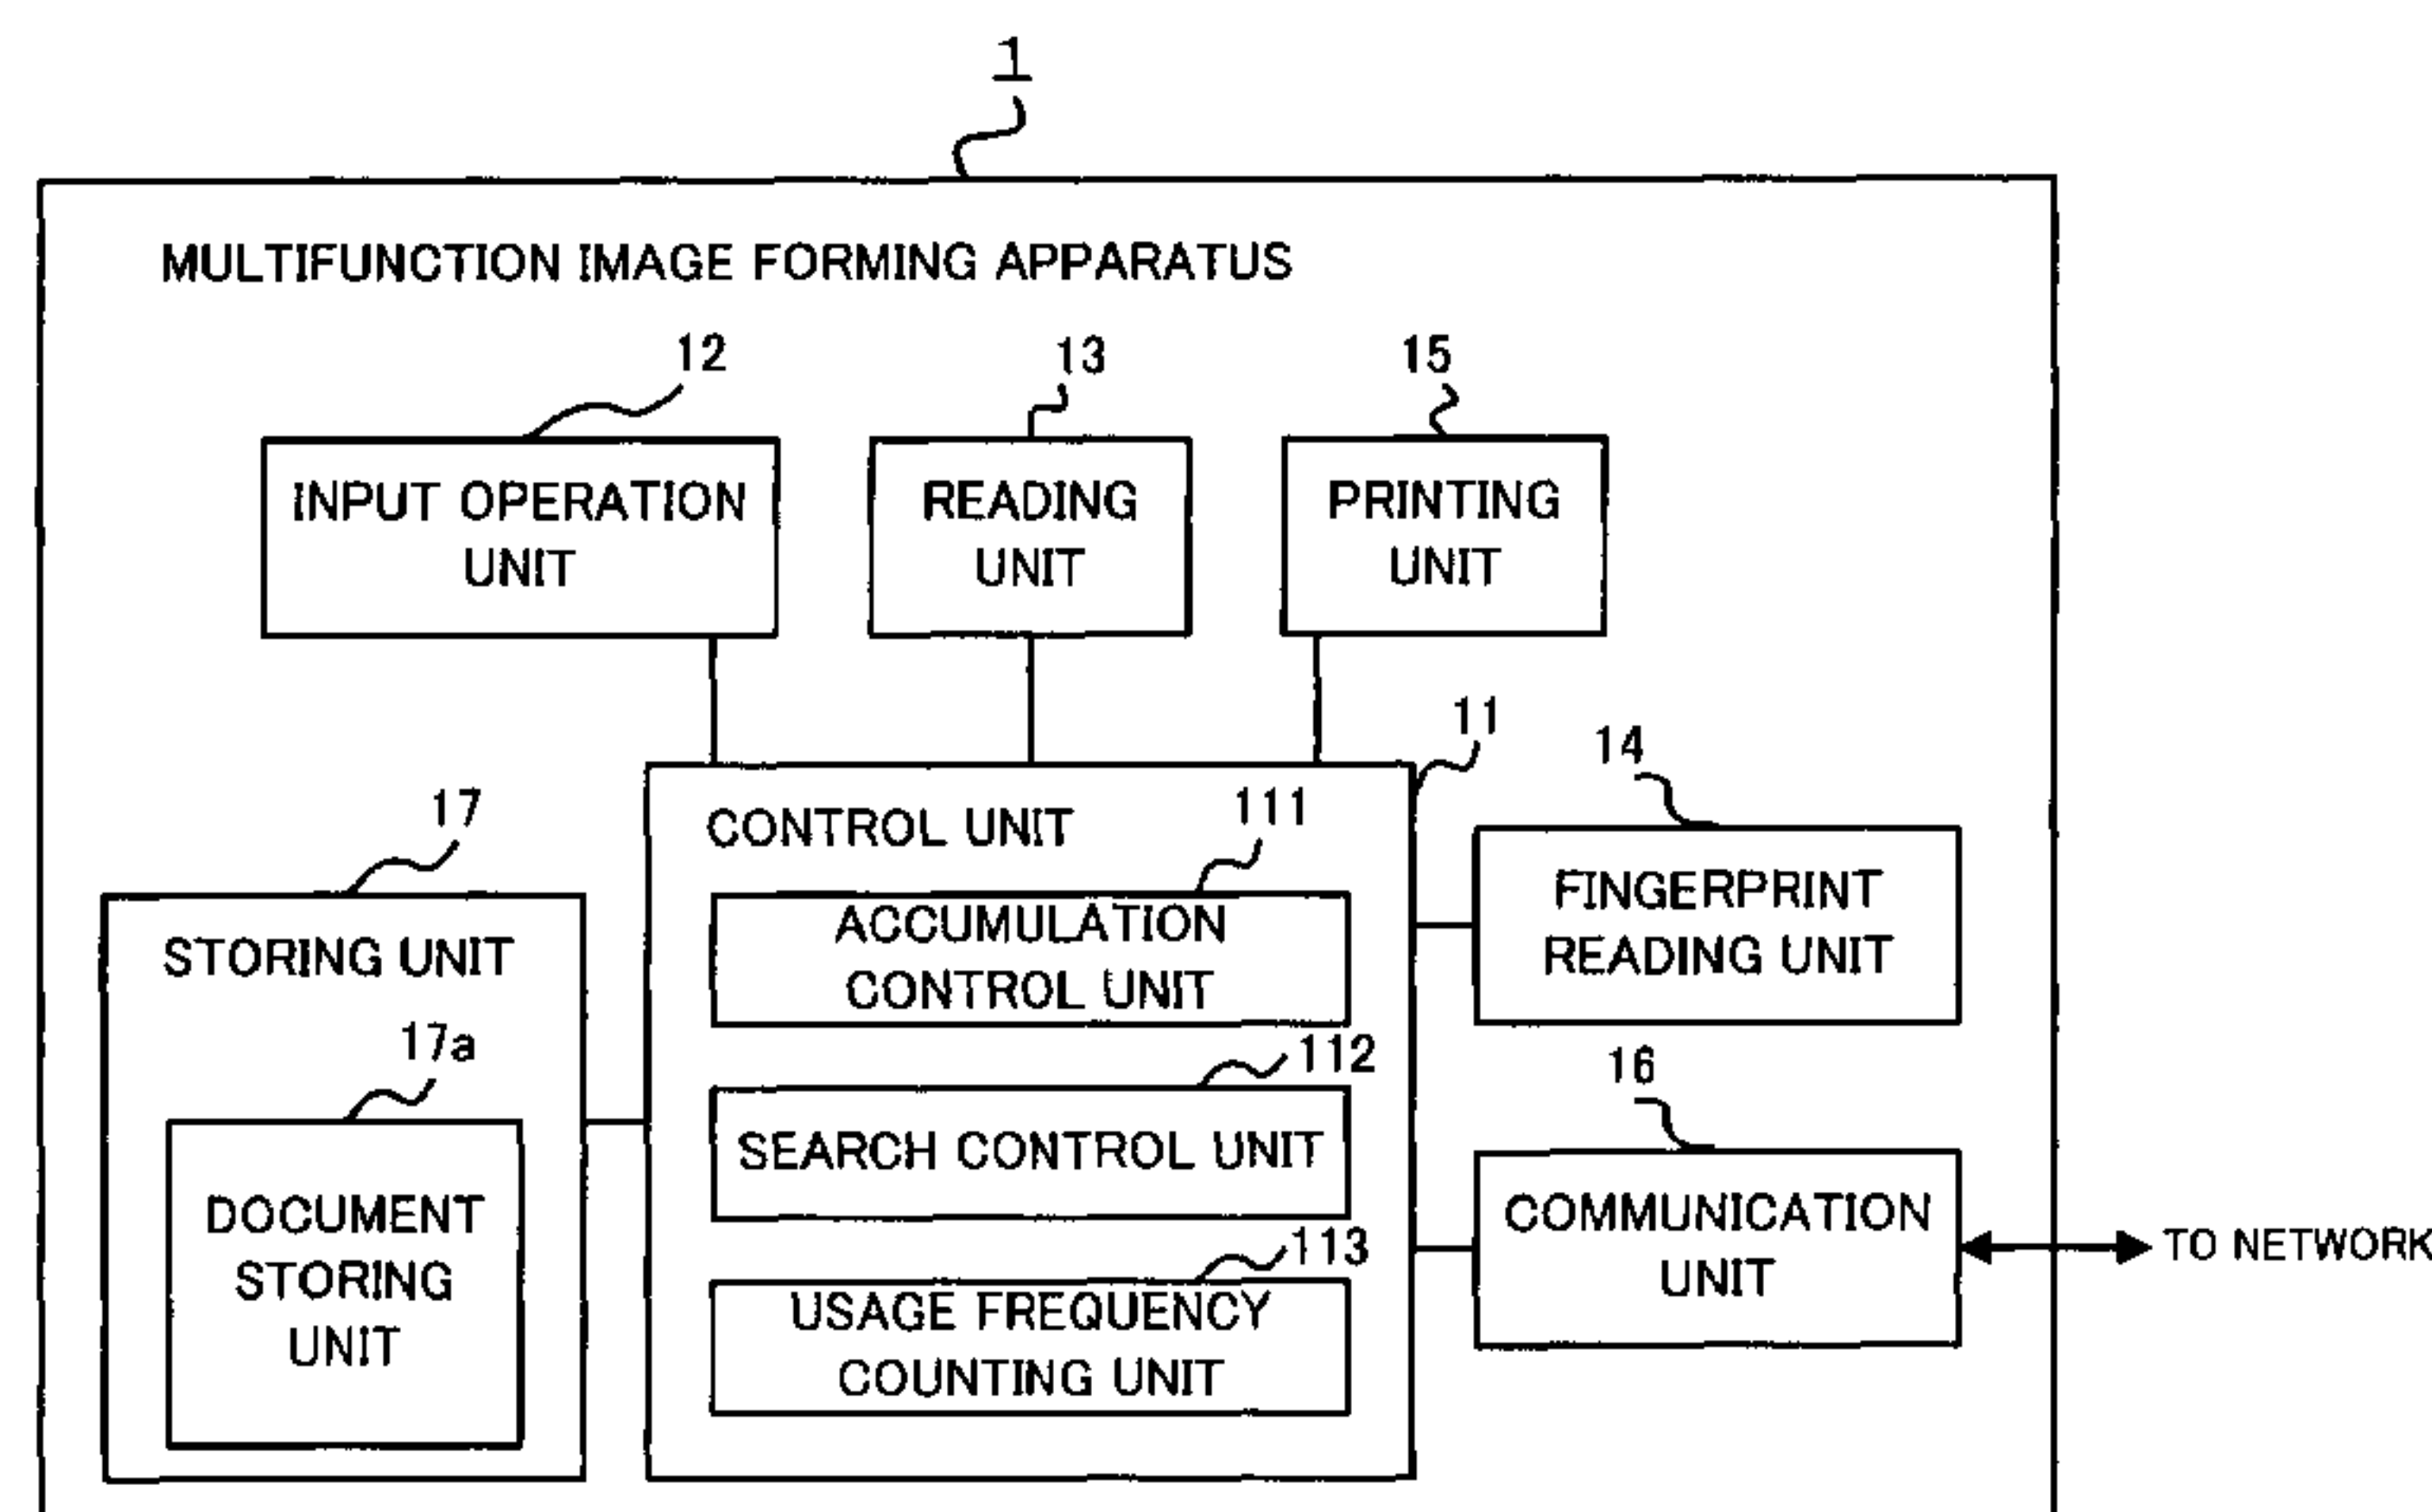 1
MULTIFUNCTION IMAGE FORMING APPARATUS
12
13
15
INPUT OPERATION
UNIT
READING
UNIT
PRINTING
UNIT
11
14
17
CONTROL UNIT
111
FINGERPRINT
READING UNIT
STORING UNIT
ACCUMULATION
CONTROL UNIT
17a
112
16
SEARCH CONTROL UNIT
DOCUMENT
STORING
UNIT
COMMUNICATION
UNIT
TO NETWORK
113
USAGE FREQUENCY
COUNTING UNIT